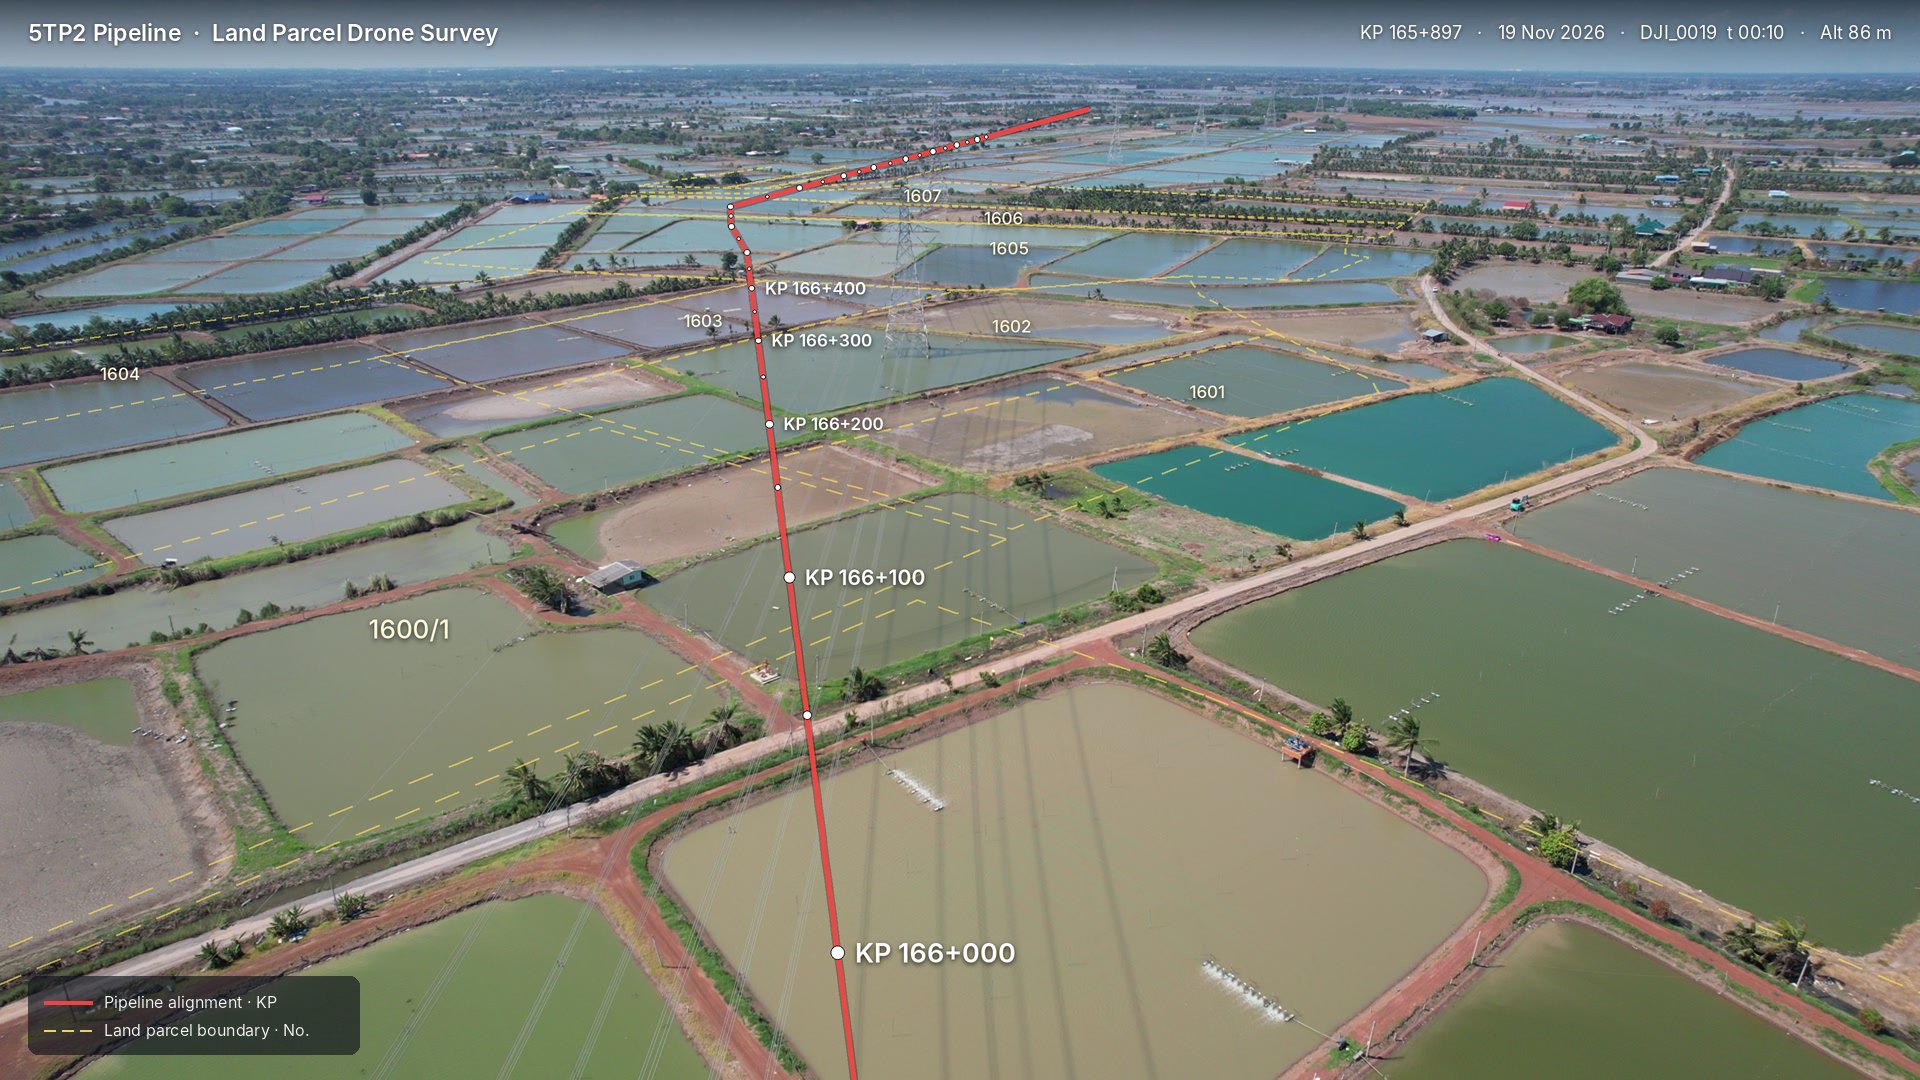 5TP2 Pipeline · Land Parcel Drone Survey
KP 165+897 · 19 Nov 2026 · DJI_0019 t 00:10 · Alt 86 m
1607
1606
1605
KP 166+400
1603
1602
KP 166+300
1604
1601
KP 166+200
KP 166+100
1600/1
KP 166+000
Pipeline alignment · KP
Land parcel boundary · No.